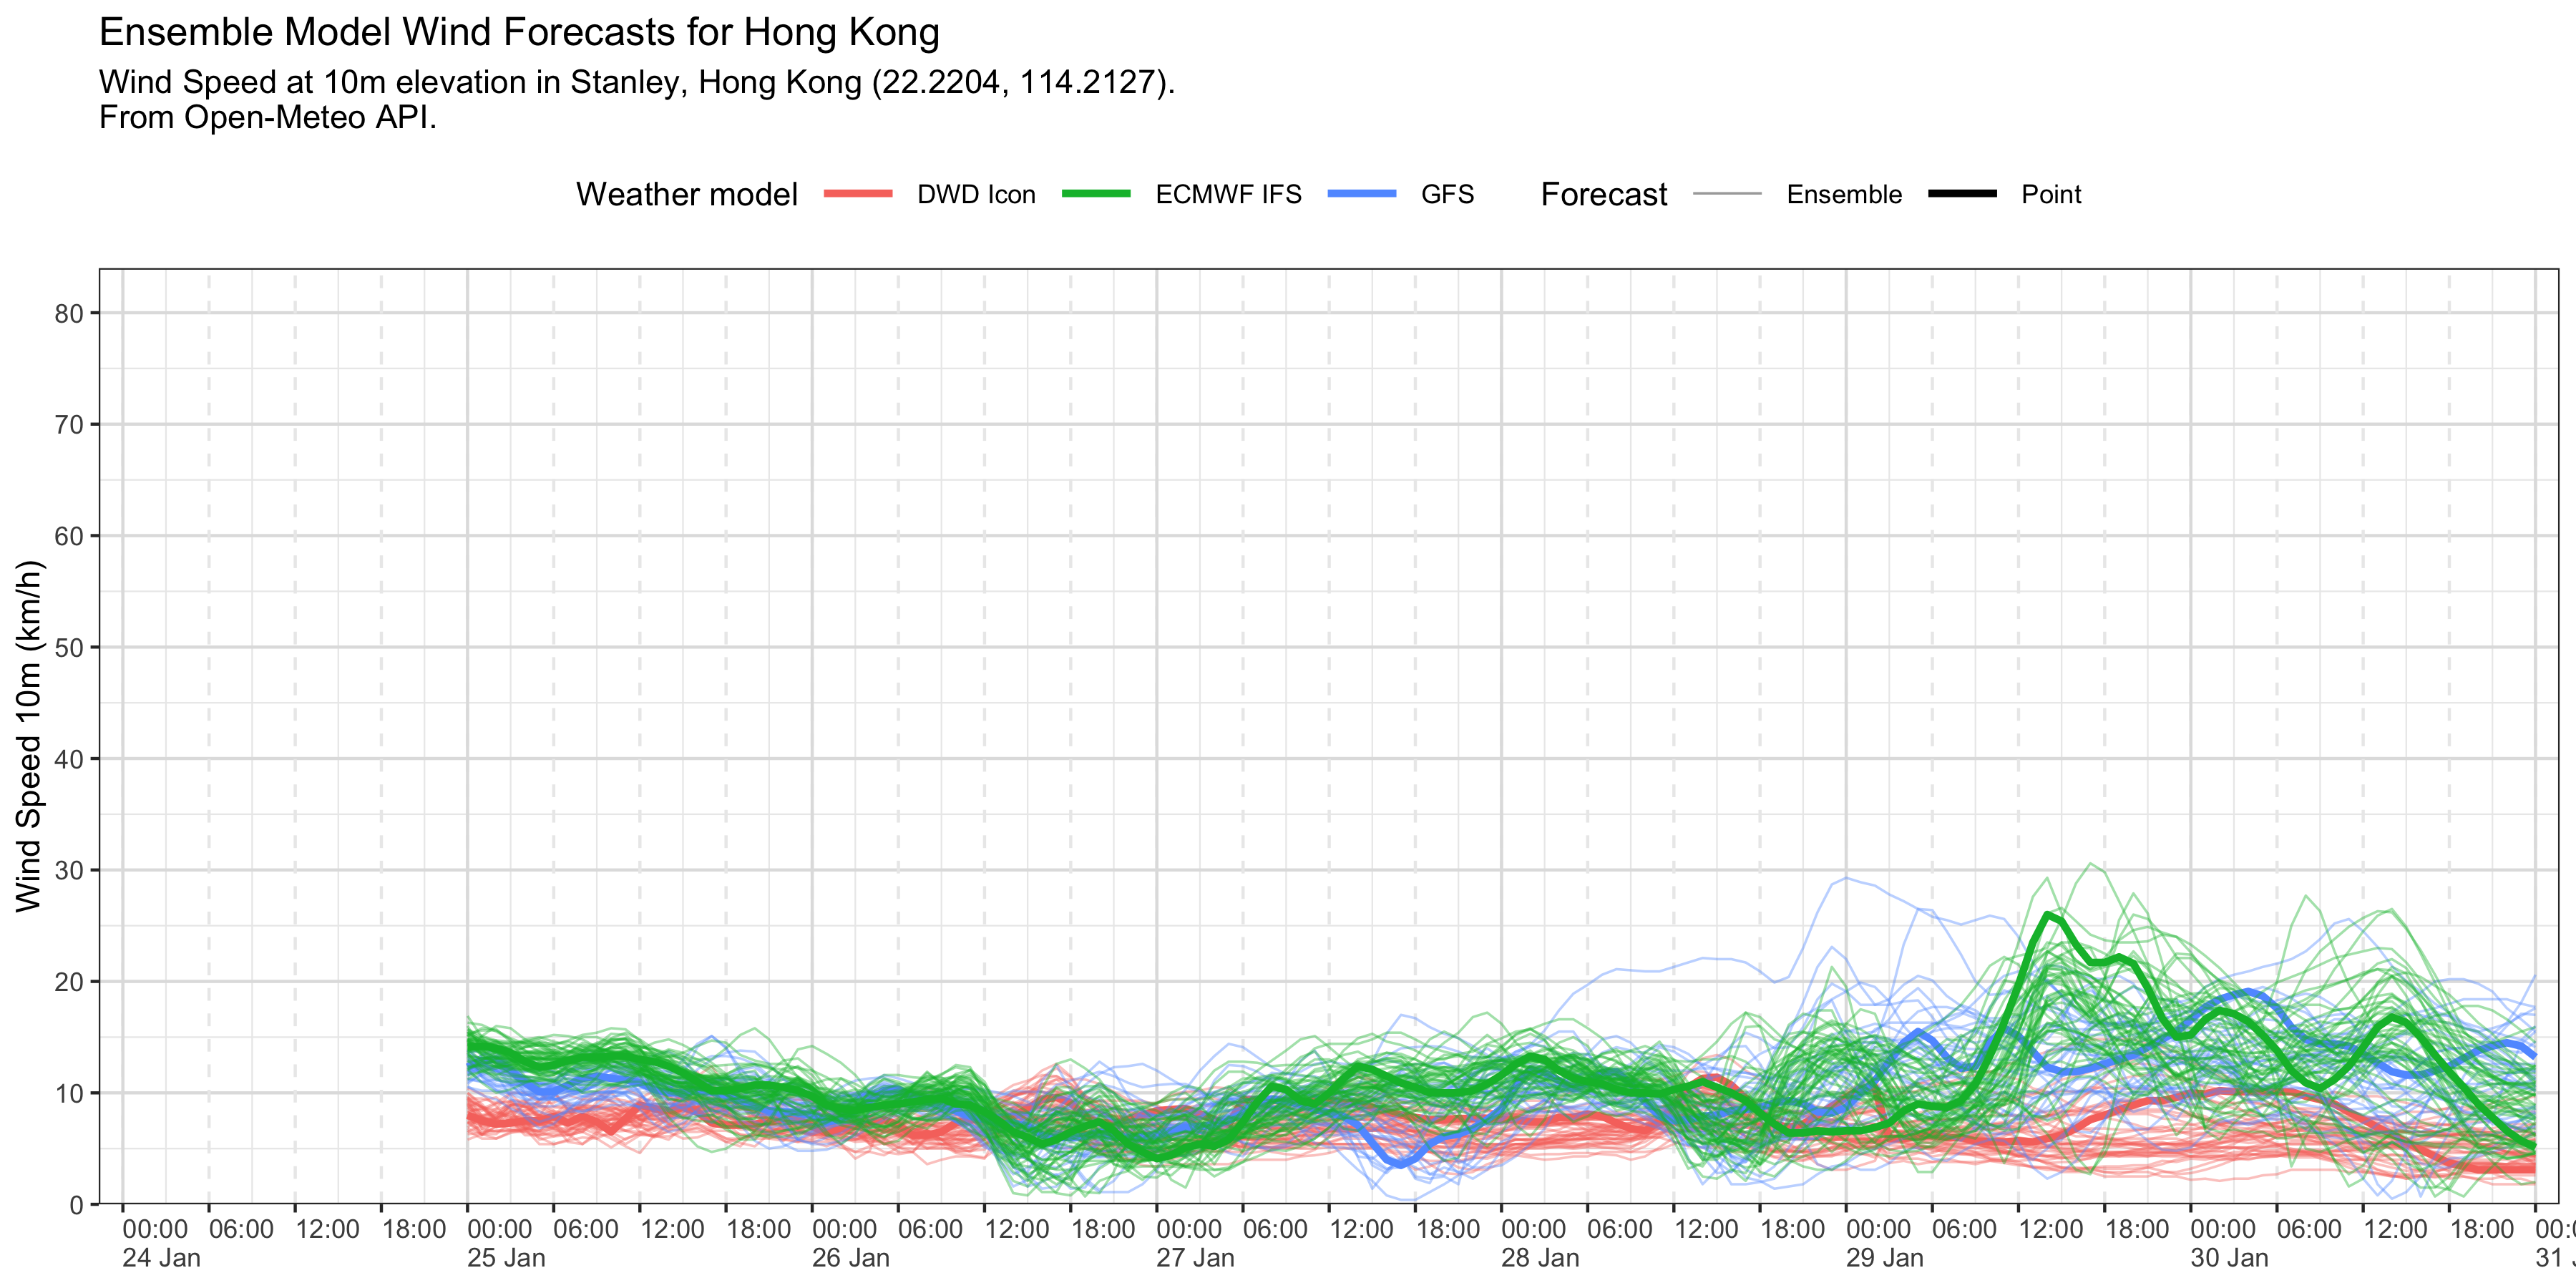 Ensemble Model Wind Forecasts for Hong Kong
Wind Speed at 10m elevation in Stanley, Hong Kong (22.2204, 114.2127).
From Open-Meteo API.
Weather model DWD Icon ECMWF IFS GFS Forecast Ensemble Point
Wind Speed 10m (km/h)
80
70
60
50
40
30
20
10
0
00:00 06:00 12:00 18:00 00:00 06:00 12:00 18:00 00:00 06:00 12:00 18:00 00:00 06:00 12:00 18:00 00:00 06:00 12:00 18:00 00:00 06:00 12:00 18:00 00:00 06:00 12:00 18:00 00:0
24 Jan 25 Jan 26 Jan 27 Jan 28 Jan 29 Jan 30 Jan 31 J